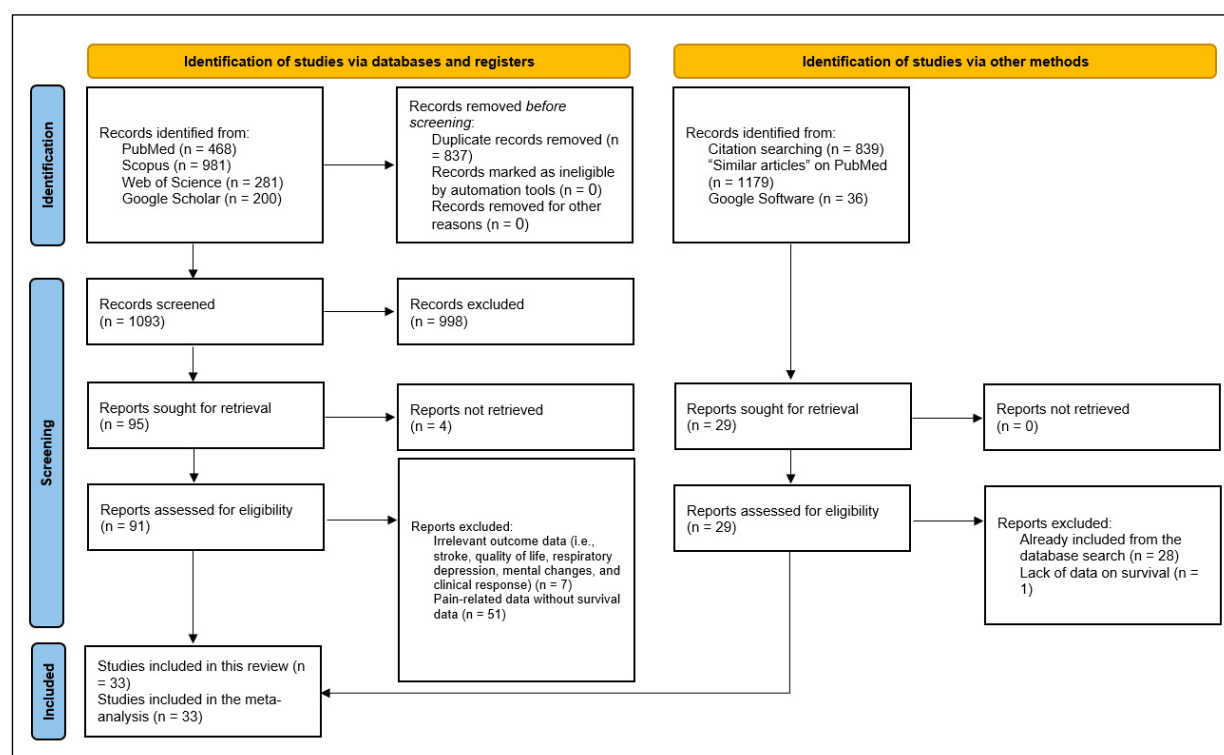 Identification of studies via databases and registers
Identification of studies via other methods
Identification
Records identified from:
PubMed (n = 468)
Scopus (n = 981)
Web of Science (n = 281)
Google Scholar (n = 200)
Records removed before
screening:
Duplicate records removed (n
= 837)
Records marked as ineligible
by automation tools (n = 0)
Records removed for other
reasons (n = 0)
Records identified from:
Citation searching (n = 839)
“Similar articles” on PubMed
(n = 1179)
Google Software (n = 36)
Screening
Records screened
(n = 1093)
Records excluded
(n = 998)
Reports sought for retrieval
(n = 95)
Reports not retrieved
(n = 4)
Reports sought for retrieval
(n = 29)
Reports not retrieved
(n = 0)
Reports assessed for eligibility
(n = 91)
Reports excluded:
Irrelevant outcome data (i.e.,
stroke, quality of life, respiratory
depression, mental changes, and
clinical response) (n = 7)
Pain-related data without survival
data (n = 51)
Reports assessed for eligibility
(n = 29)
Reports excluded:
Already included from the
database search (n = 28)
Lack of data on survival (n =
1)
Included
Studies included in this review (n
= 33)
Studies included in the meta-
analysis (n = 33)